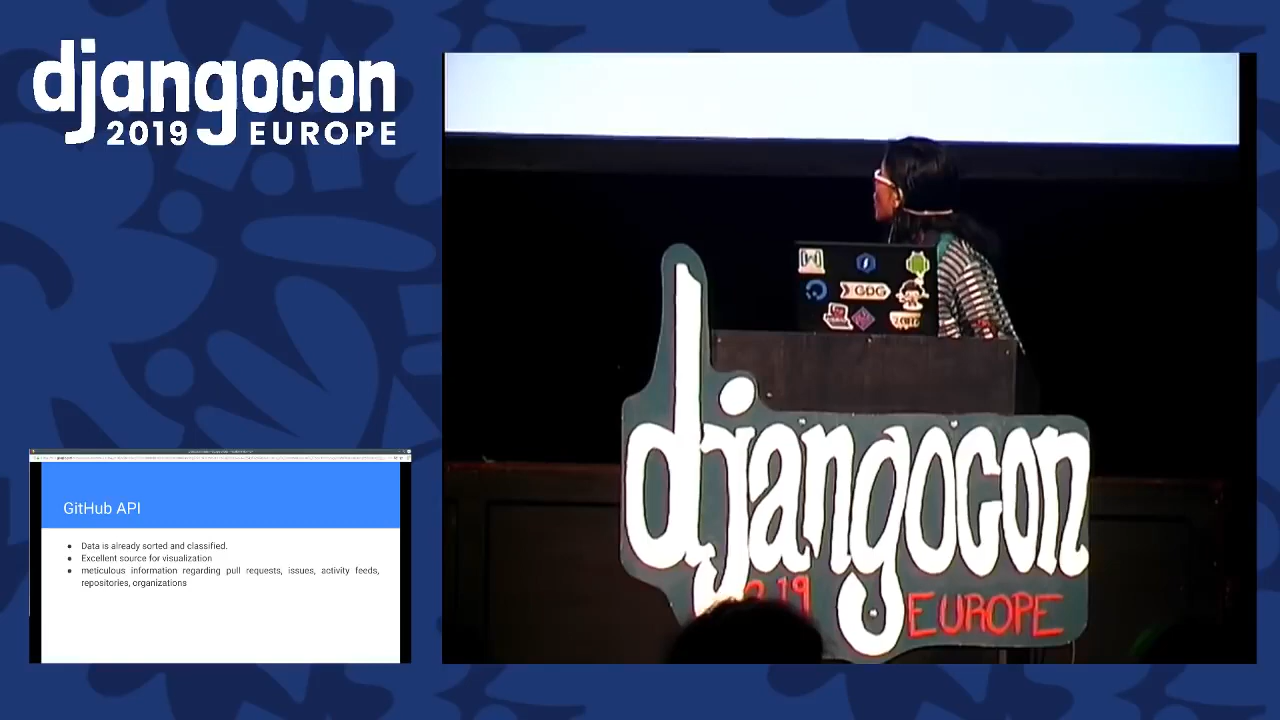 djangocon
2019 EUROPE
GDG
djangocon
2019 EUROPE
GitHub API
● Data is already sorted and classified.
● Excellent source for visualization
● meticulous information regarding pull requests, issues, activity feeds,
repositories, organizations